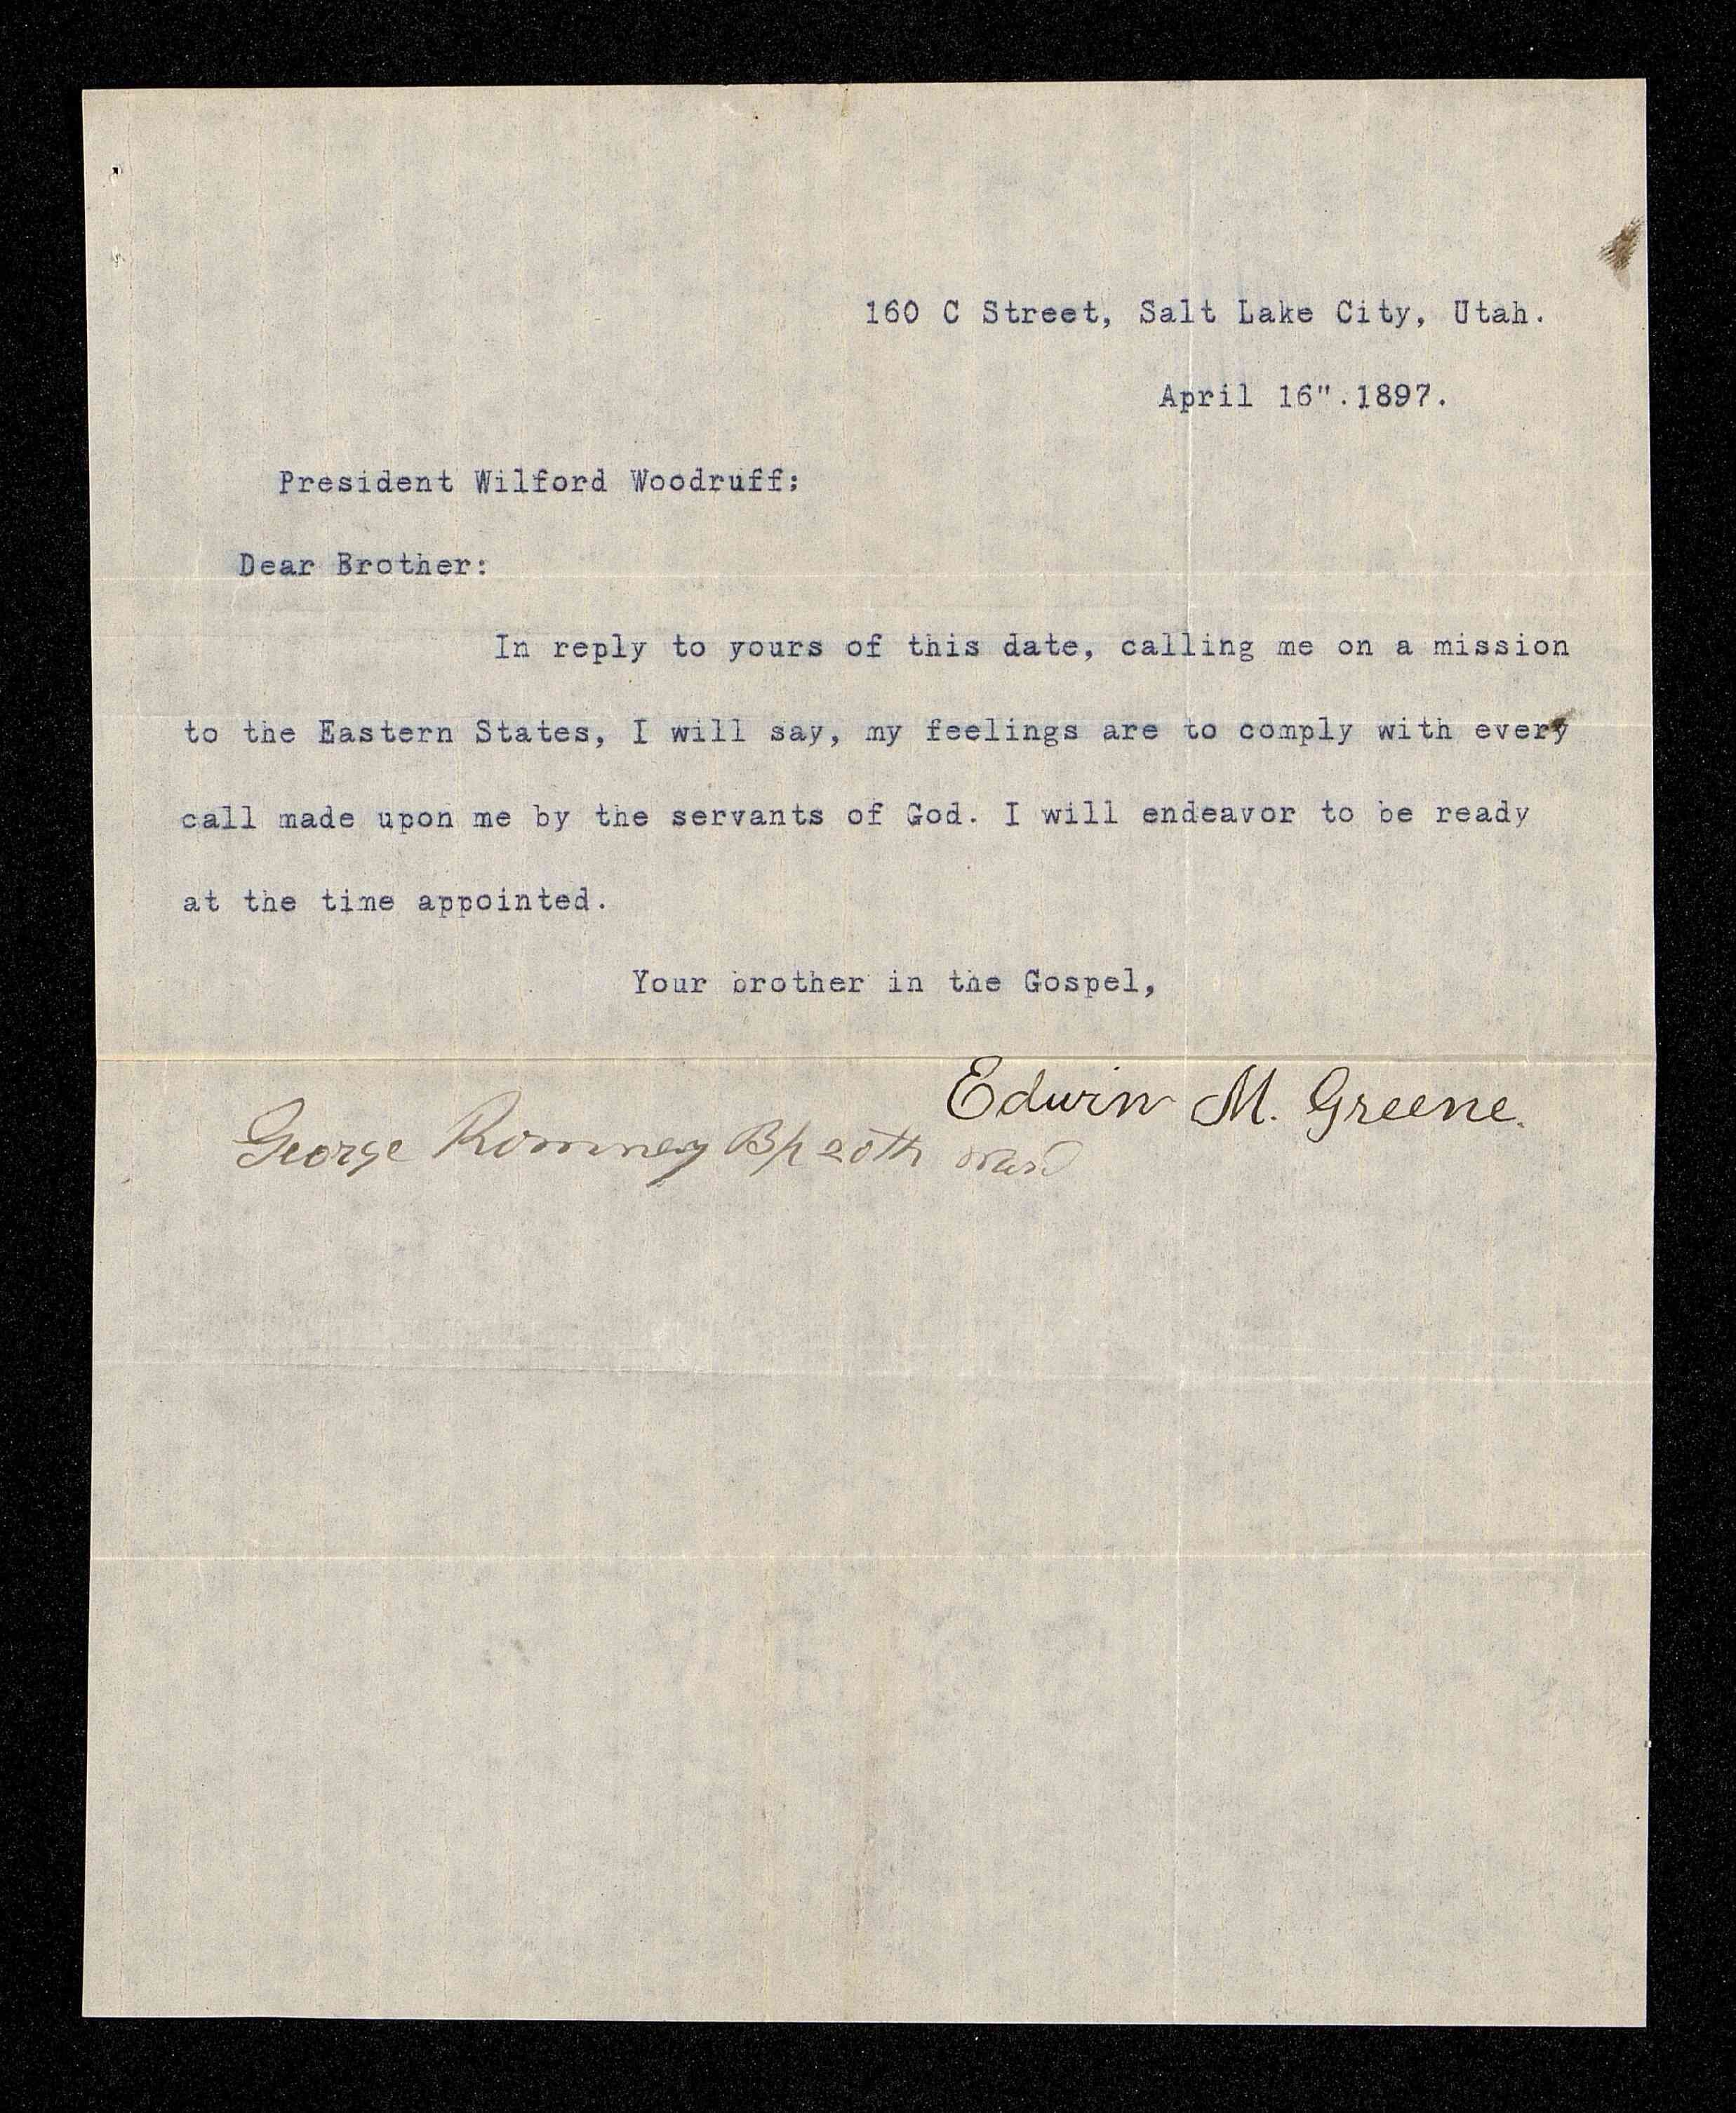 160 C Street, Salt Lake City, Utah.
April 16".1897.
President Wilford Woodruff;
Dear Brother:
In reply to yours of this date, calling me on a mission
to the Eastern States, I will say, my feelings are to comply with every
call made upon me by the servants of God. I will endeavor to be ready
at the time appointed.
Your brother in the Gospel,
Edwin M. Greene.
George Romney Bp 20th Ward